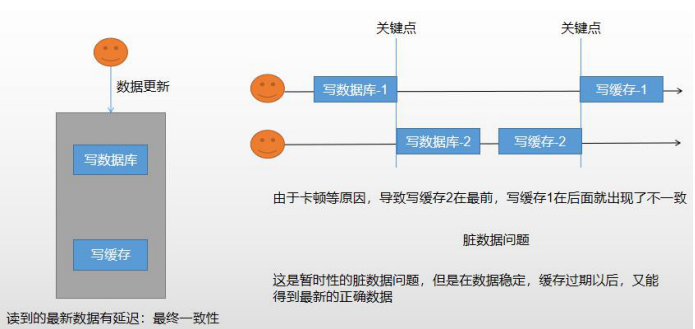 数据更新
写数据库
写缓存
读到的最新数据有延迟：最终一致性
关键点
关键点
写数据库-1
写缓存-1
写数据库-2
写缓存-2
由于卡顿等原因，导致写缓存2在最前，写缓存1在后面就出现了不一致
脏数据问题
这是暂时性的脏数据问题，但是在数据稳定，缓存过期以后，又能
得到最新的正确数据